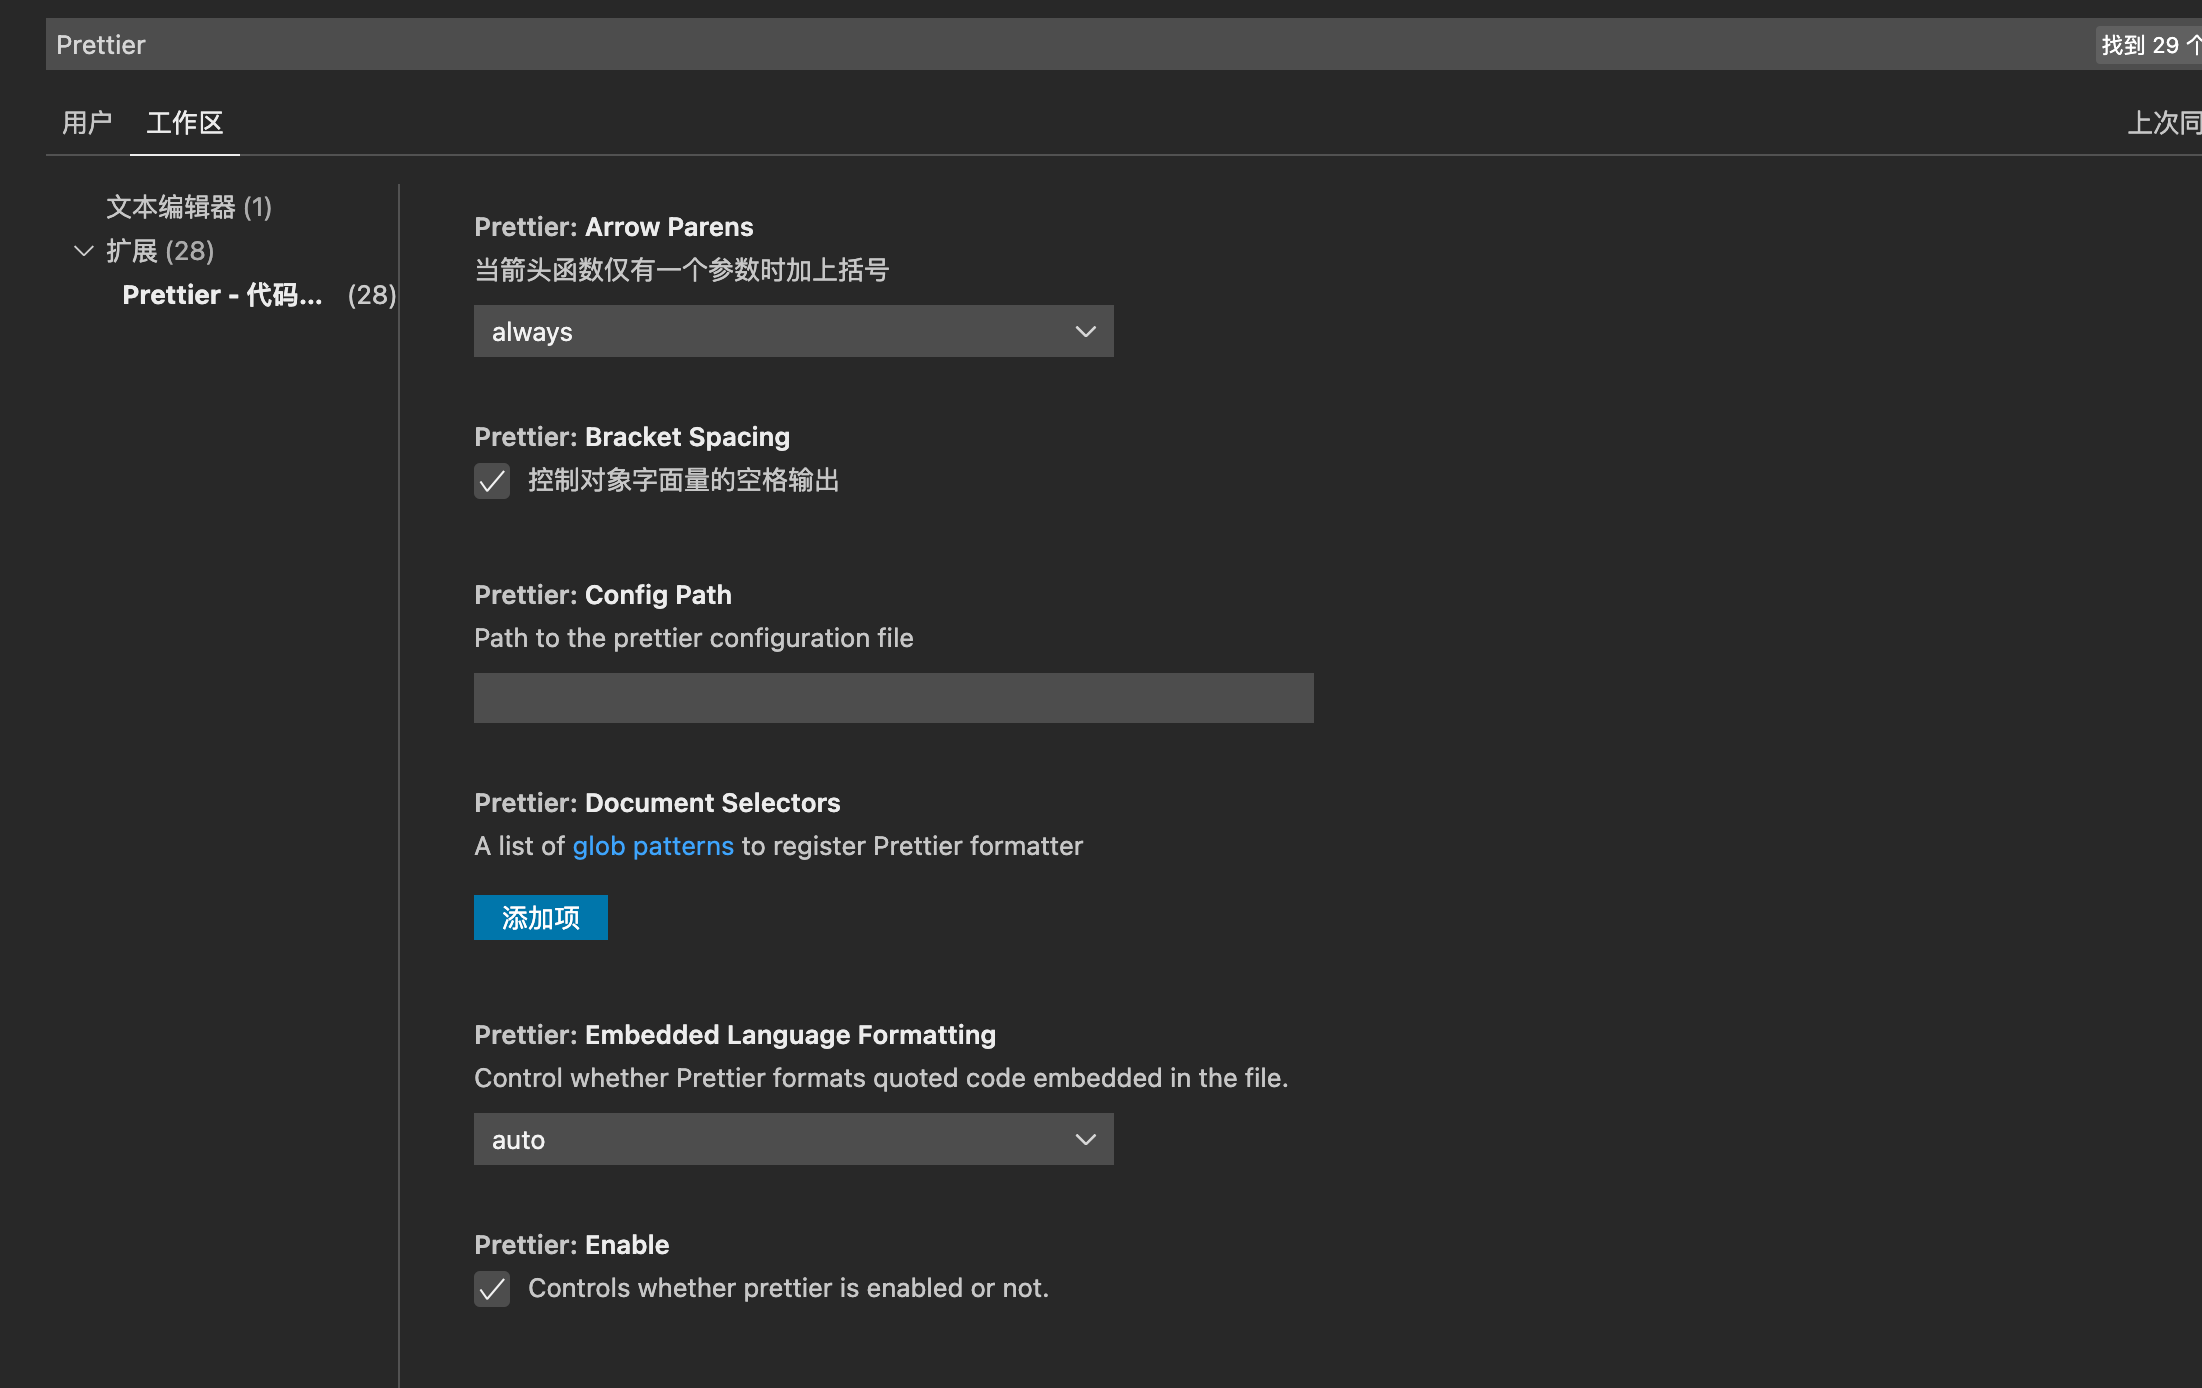 Prettier
找到 29 个
用户
工作区
上次同
文本编辑器 (1)
扩展 (28)
Prettier - 代码... (28)
Prettier: Arrow Parens
当箭头函数仅有一个参数时加上括号
always
Prettier: Bracket Spacing
控制对象字面量的空格输出
Prettier: Config Path
Path to the prettier configuration file
Prettier: Document Selectors
A list of glob patterns to register Prettier formatter
添加项
Prettier: Embedded Language Formatting
Control whether Prettier formats quoted code embedded in the file.
auto
Prettier: Enable
Controls whether prettier is enabled or not.